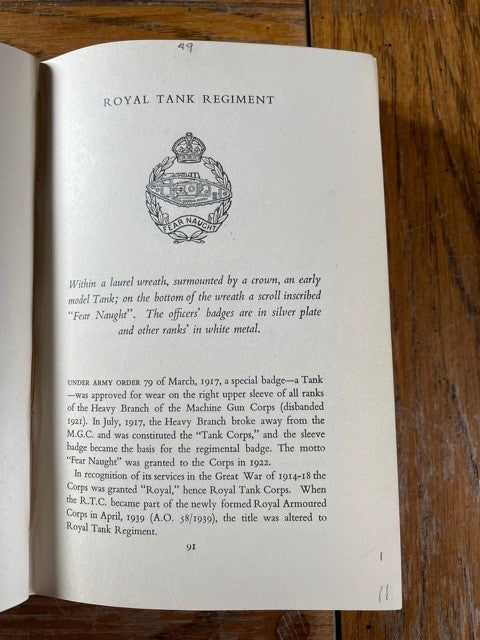 49
ROYAL TANK REGIMENT
FEAR NAUGHT
Within a laurel wreath, surmounted by a crown, an early
model Tank; on the bottom of the wreath a scroll inscribed
"Fear Naught". The officers' badges are in silver plate
and other ranks' in white metal.
UNDER ARMY ORDER 79 of March, 1917, a special badge—a Tank
—was approved for wear on the right upper sleeve of all ranks
of the Heavy Branch of the Machine Gun Corps (disbanded
1921). In July, 1917, the Heavy Branch broke away from the
M.G.C. and was constituted the "Tank Corps," and the sleeve
badge became the basis for the regimental badge. The motto
"Fear Naught" was granted to the Corps in 1922.
In recognition of its services in the Great War of 1914-18 the
Corps was granted "Royal," hence Royal Tank Corps. When
the R.T.C. became part of the newly formed Royal Armoured
Corps in April, 1939 (A.O. 58/1939), the title was altered to
Royal Tank Regiment.
91